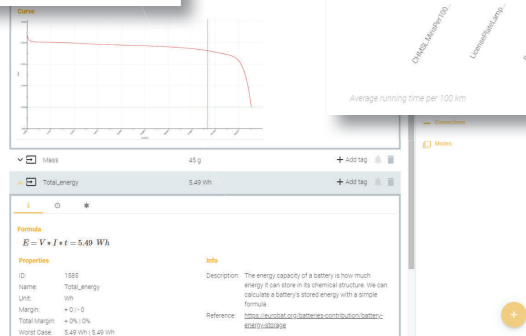 Curve
CHMSL_MinsPer100...
LicensePlateLamp...
Average running time per 100 km
Connections
Modes
Mass 45 g + Add tag
Total_energy 5.49 Wh + Add tag
Formula
E = V * I * t = 5.49 Wh
Properties Info
ID: 1585 Description: The energy capacity of a battery is how much
Name: Total_energy energy it can store in its chemical structure. We can
Unit: Wh calculate a battery's stored energy with a simple
Margin: + 0 | - 0 formula
Total Margin: + 0% | 0% Reference: https://eurobat.org/batteries-contribution/battery-
Worst Case: 5.49 Wh | 5.49 Wh energy-storage